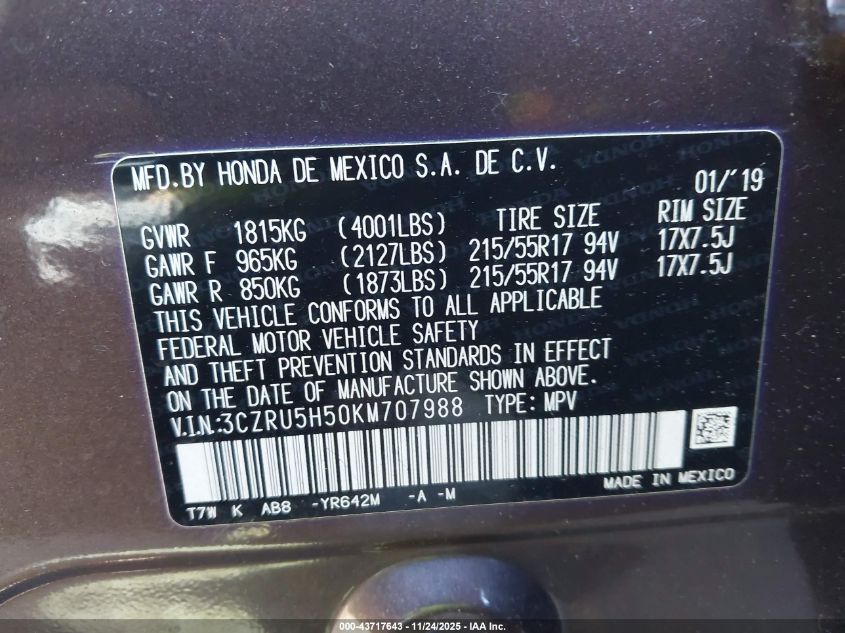 MFD.BY HONDA DE MEXICO S.A. DE C.V.
01/'19
GVWR 1815KG (4001LBS) TIRE SIZE RIM SIZE
GAWR F 965KG (2127LBS) 215/55R17 94V 17X7.5J
GAWR R 850KG (1873LBS) 215/55R17 94V 17X7.5J
THIS VEHICLE CONFORMS TO ALL APPLICABLE
FEDERAL MOTOR VEHICLE SAFETY
AND THEFT PREVENTION STANDARDS IN EFFECT
ON THE DATE OF MANUFACTURE SHOWN ABOVE.
V.I.N.:3CZRU5H50KM707988 TYPE: MPV
MADE IN MEXICO
T7W K AB8 -YR642M -A -M
000-43717643 - 11/24/2025 - IAA Inc.